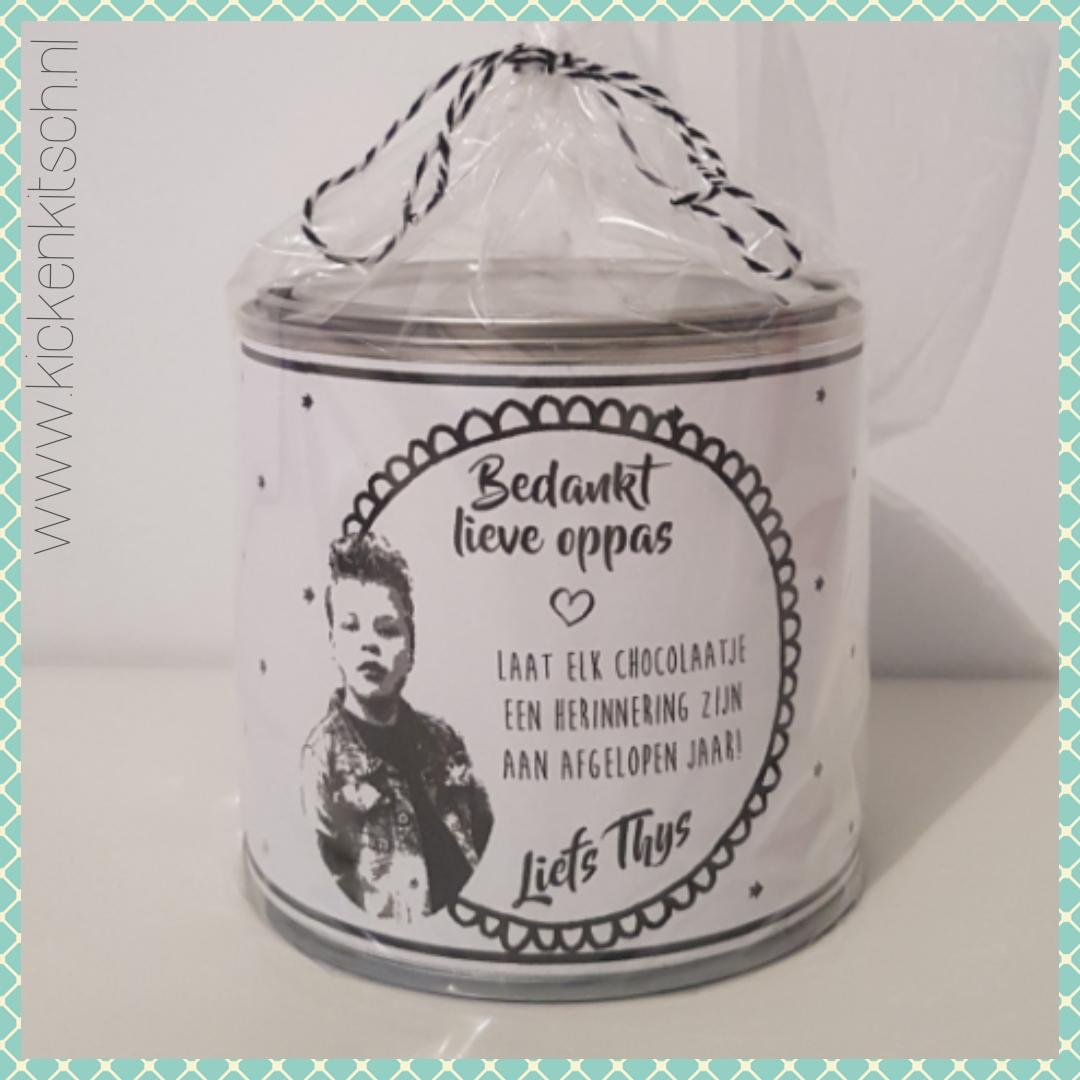 www.kickenkitsch.nl
Bedankt
lieve oppas
LAAT ELK CHOCOLAATJE
EEN HERINNERING ZIJN
AAN AFGELOPEN JAAR!
Liefs Thys